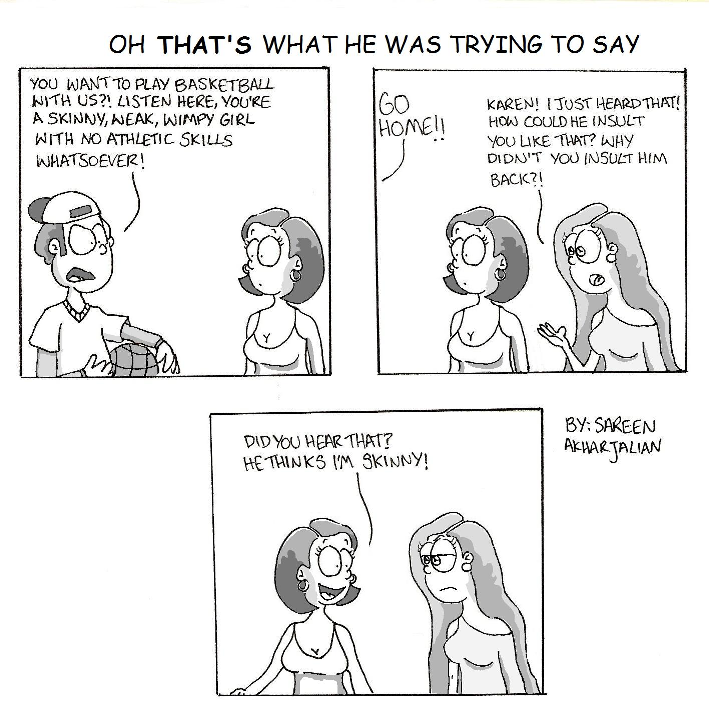 OH THAT'S WHAT HE WAS TRYING TO SAY
YOU WANT TO PLAY BASKETBALL
WITH US?! LISTEN HERE, YOU'RE
A SKINNY, WEAK, WIMPY GIRL
WITH NO ATHLETIC SKILLS
WHATSOEVER!
GO
HOME!!
KAREN! I JUST HEARD THAT!
HOW COULD HE INSULT
YOU LIKE THAT? WHY
DIDN'T YOU INSULT HIM
BACK?!
DID YOU HEAR THAT?
HE THINKS I'M SKINNY!
BY: SAREEN
AKHARJALIAN